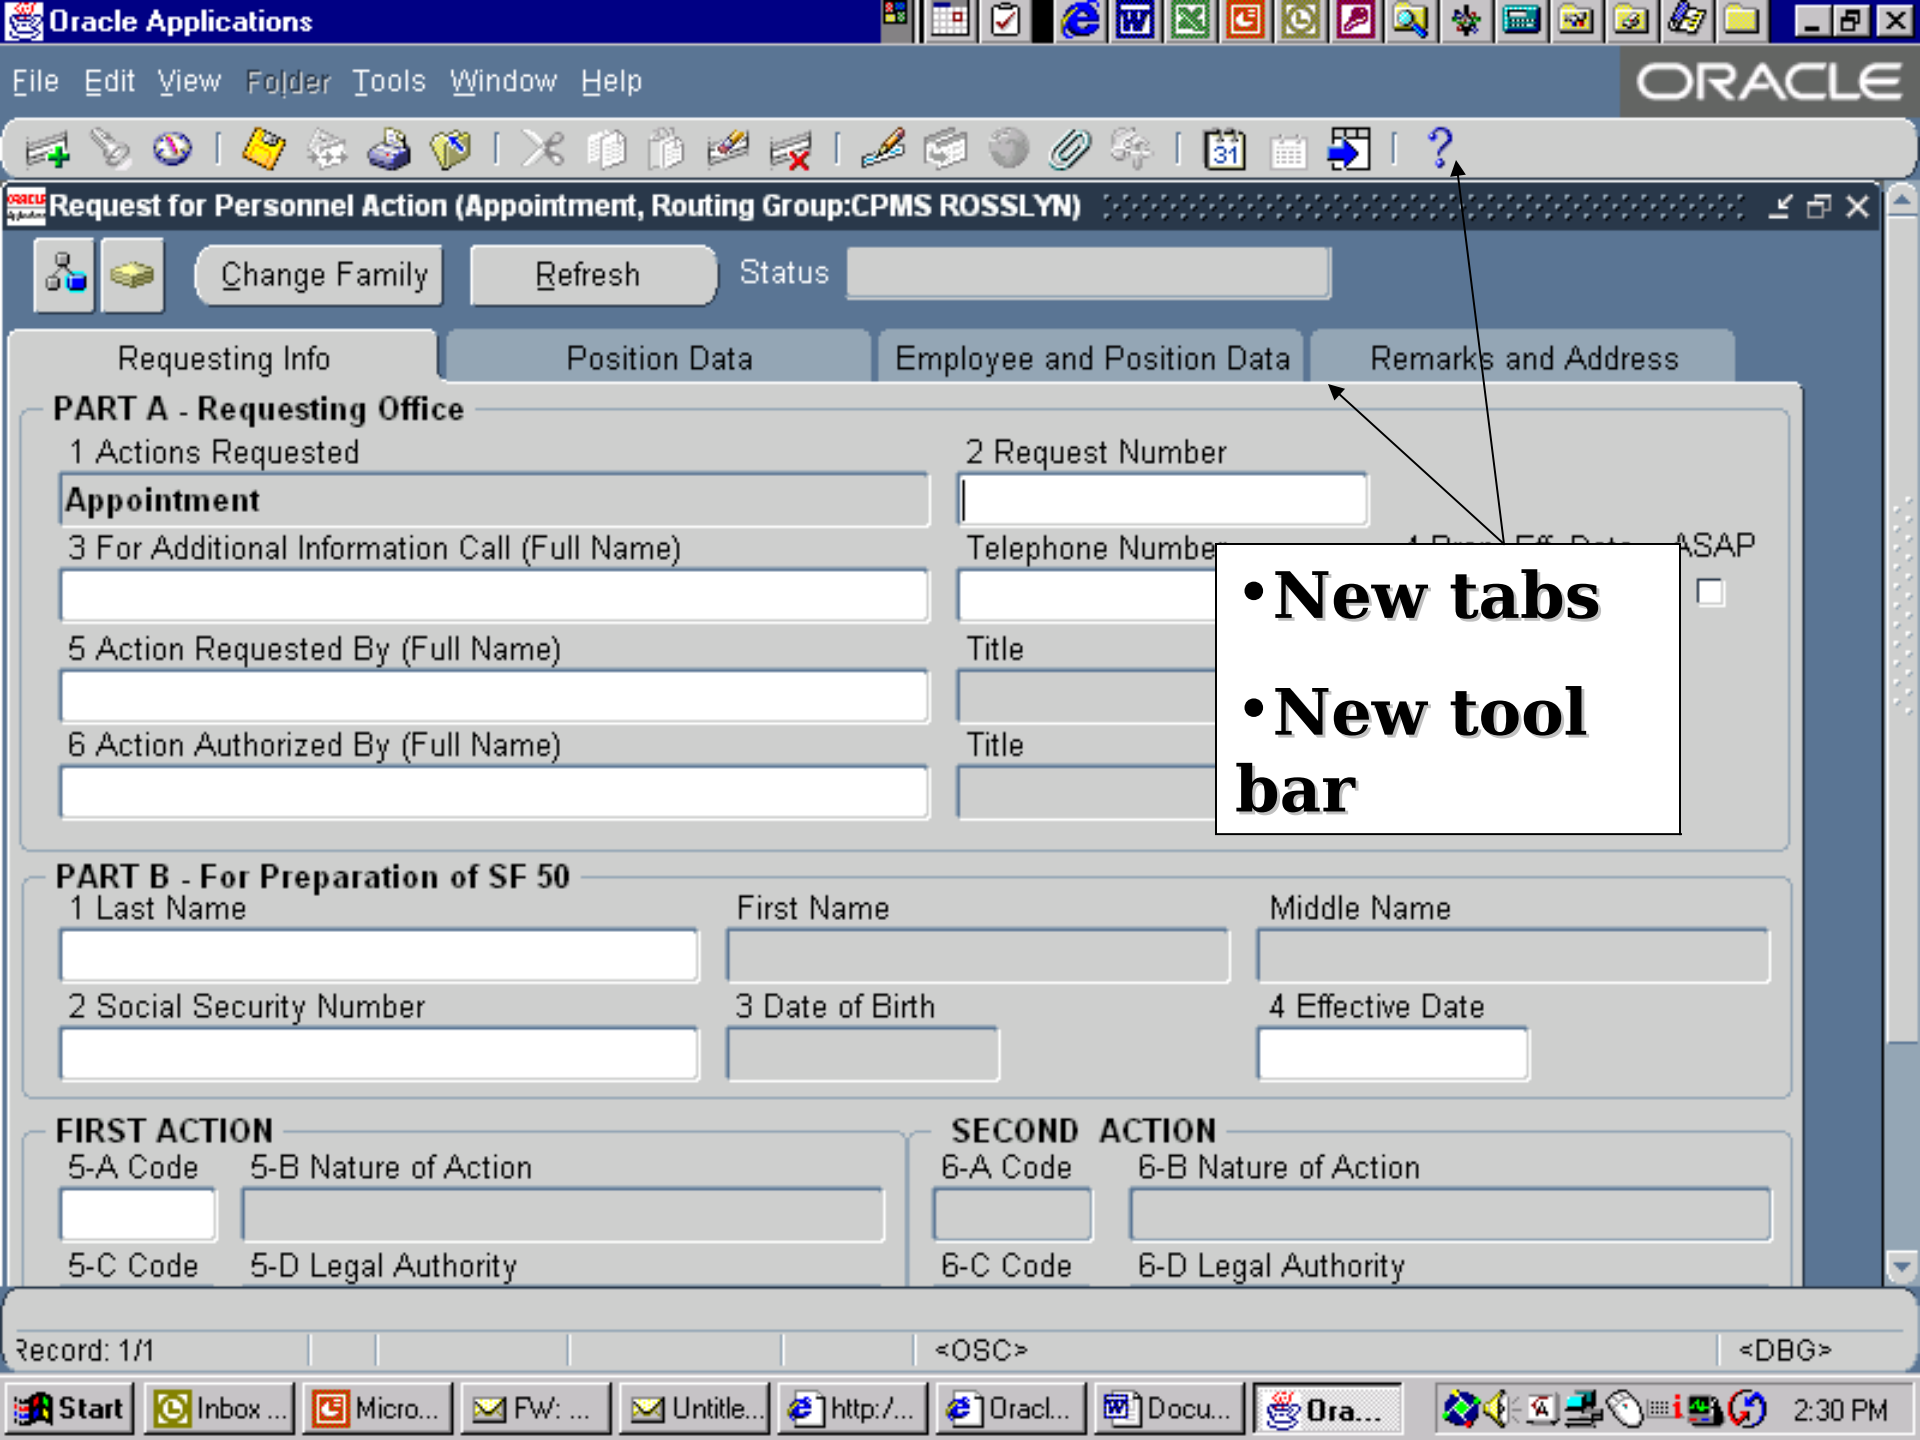 Oracle Applications
File Edit View Folder Tools Window Help
ORACLE
31
Request for Personnel Action (Appointment, Routing Group:CPMS ROSSLYN)
Change Family Refresh Status
Requesting Info Position Data Employee and Position Data Remarks and Address
PART A - Requesting Office
1 Actions Requested 2 Request Number
Appointment
3 For Additional Information Call (Full Name) Telephone Number ASAP
5 Action Requested By (Full Name) Title
6 Action Authorized By (Full Name) Title
•New tabs
•New tool
bar
PART B - For Preparation of SF 50
1 Last Name First Name Middle Name
2 Social Security Number 3 Date of Birth 4 Effective Date
FIRST ACTION SECOND ACTION
5-A Code 5-B Nature of Action 6-A Code 6-B Nature of Action
5-C Code 5-D Legal Authority 6-C Code 6-D Legal Authority
Record: 1/1 <OSC> <DBG>
Start Inbox ... Micro... FW: ... Untitle... http:/... Oracl... Docu... Ora... 2:30 PM